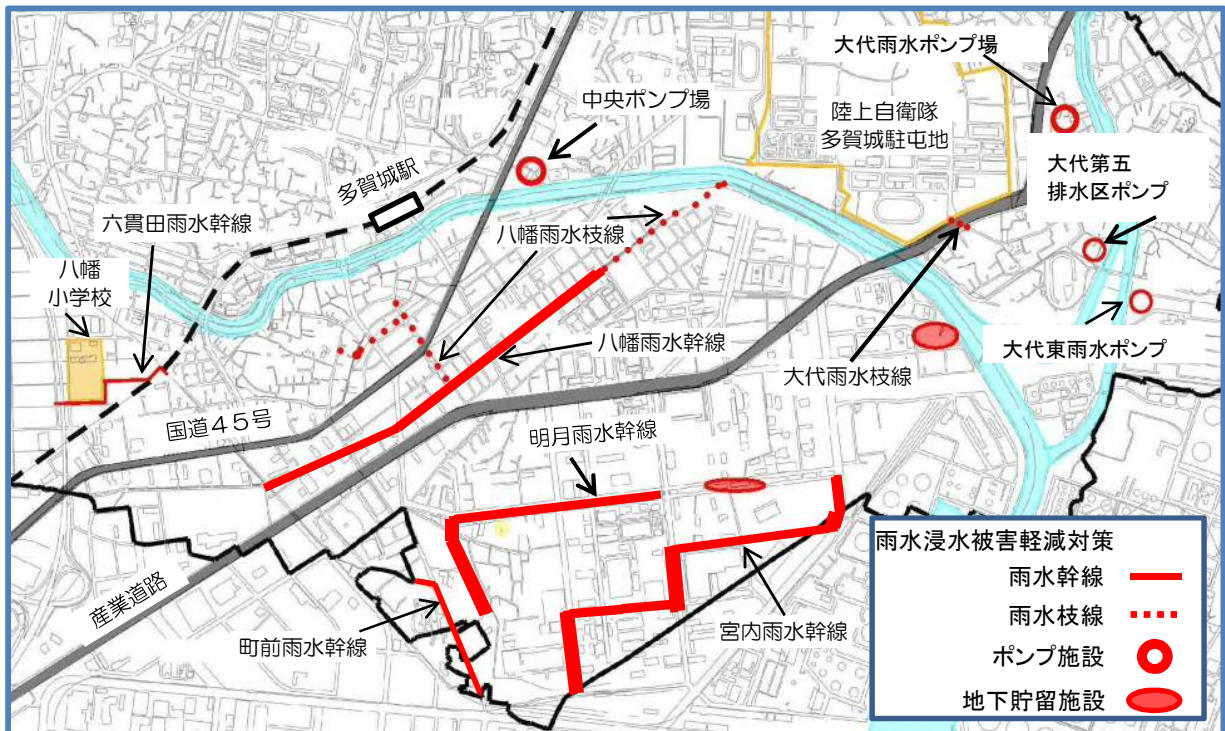 大代雨水ポンプ場
中央ポンプ場
陸上自衛隊
多賀城駐屯地
大代第五
排水区ポンプ
多賀城駅
六貫田雨水幹線
八幡雨水枝線
八幡
小学校
八幡雨水幹線
大代東雨水ポンプ
大代雨水枝線
国道45号
明月雨水幹線
産業道路
町前雨水幹線
宮内雨水幹線
雨水浸水被害軽減対策
雨水幹線
雨水枝線
ポンプ施設
地下貯留施設